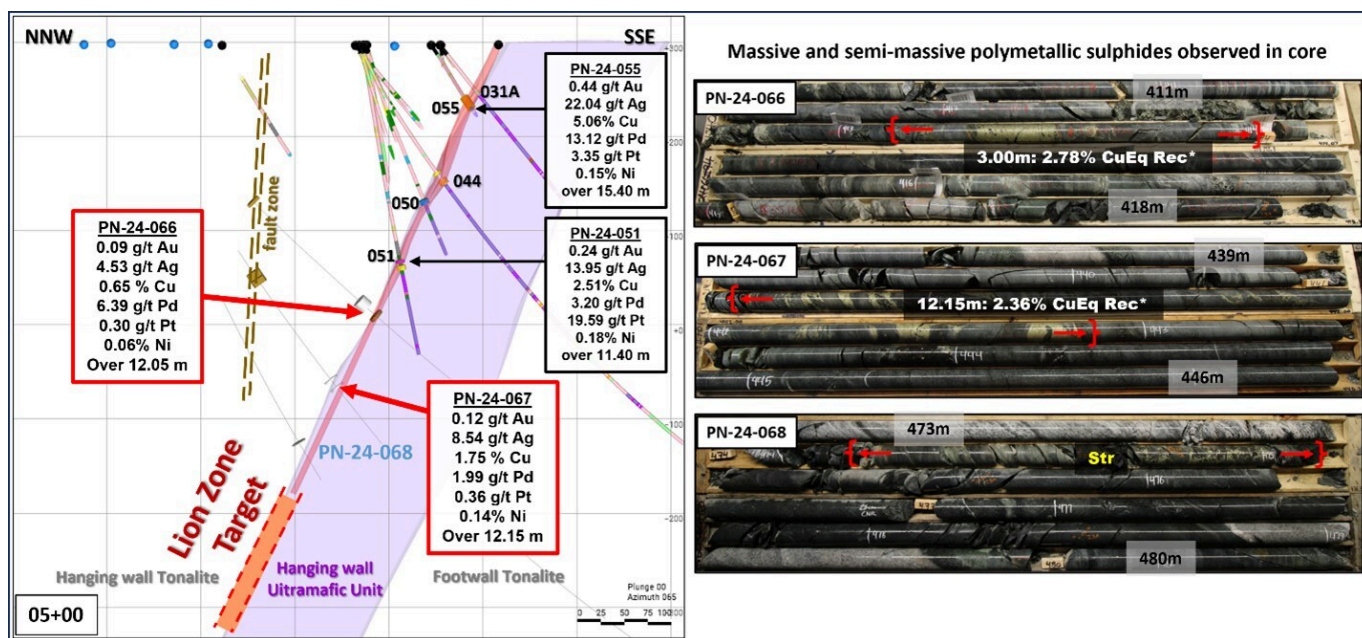 NNW
SSE
+300
PN-24-055
0.44 g/t Au
22.04 g/t Ag
5.06% Cu
13.12 g/t Pd
3.35 g/t Pt
0.15% Ni
over 15.40 m
031A
055
044
050
051
fault zone
PN-24-051
0.24 g/t Au
13.95 g/t Ag
2.51% Cu
3.20 g/t Pd
19.59 g/t Pt
0.18% Ni
over 11.40 m
PN-24-066
0.09 g/t Au
4.53 g/t Ag
0.65 % Cu
6.39 g/t Pd
0.30 g/t Pt
0.06% Ni
Over 12.05 m
+0
PN-24-067
0.12 g/t Au
8.54 g/t Ag
1.75 % Cu
1.99 g/t Pd
0.36 g/t Pt
0.14% Ni
Over 12.15 m
PN-24-068
-200
Lion Zone
Target
Hanging wall Tonalite
Hanging wall
Ultramafic Unit
Footwall Tonalite
Plunge 00
Azimuth 065
0 25 50 75 100
05+00
Massive and semi-massive polymetallic sulphides observed in core
PN-24-066
411m
3.00m: 2.78% CuEq Rec*
416
418m
PN-24-067
439m
440
12.15m: 2.36% CuEq Rec*
443
444
445
446m
PN-24-068
473m
474
Str
476
477
480m